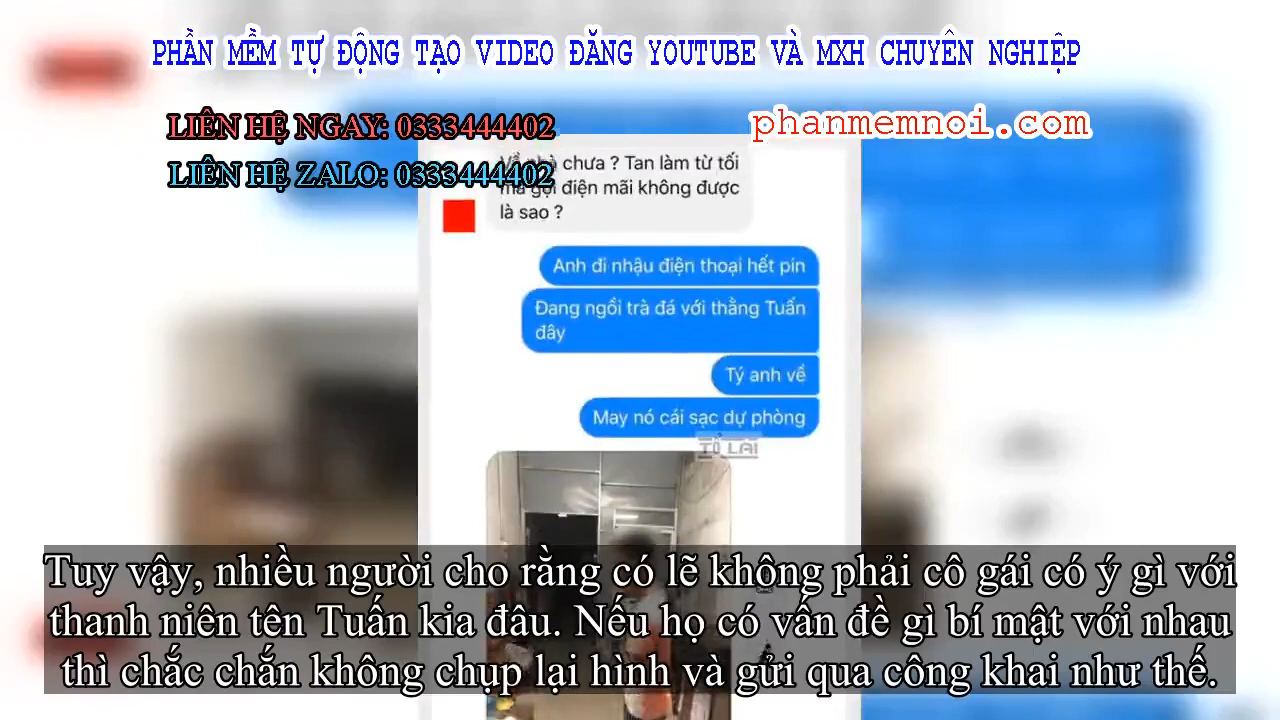 PHẦN MỀM TỰ ĐỘNG TẠO VIDEO ĐĂNG YOUTUBE VÀ MXH CHUYÊN NGHIỆP
LIÊN HỆ NGAY: 0333444402
phanmemnoi.com
LIÊN HỆ ZALO: 0333444402
Về nhà chưa ? Tan làm từ tối
mà gọi điện mãi không được
là sao ?
Anh đi nhậu điện thoại hết pin
Đang ngồi trà đá với thằng Tuấn
đây
Tý anh về
May nó cái sạc dự phòng
Tuy vậy, nhiều người cho rằng có lẽ không phải cô gái có ý gì với
thanh niên tên Tuấn kia đâu. Nếu họ có vấn đề gì bí mật với nhau
thì chắc chắn không chụp lại hình và gửi qua công khai như thế.